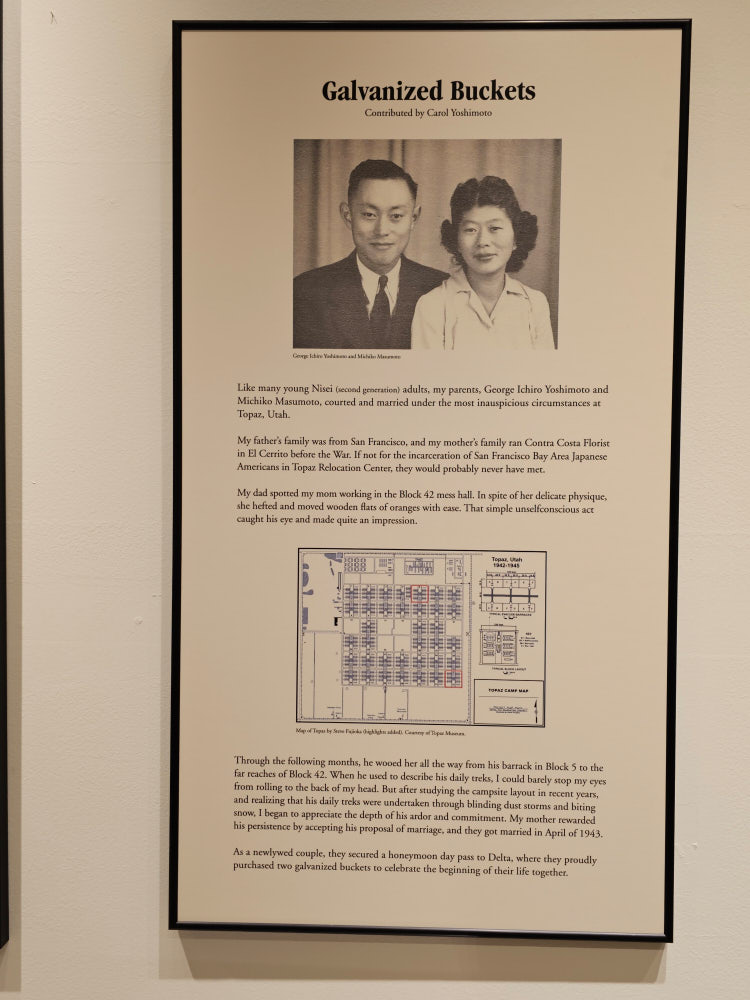 Galvanized Buckets
Contributed by Carol Yoshimoto
George Ichiro Yoshimoto and Michiko Masumoto
Like many young Nisei (second generation) adults, my parents, George Ichiro Yoshimoto and
Michiko Masumoto, courted and married under the most inauspicious circumstances at
Topaz, Utah.
My father's family was from San Francisco, and my mother's family ran Contra Costa Florist
in El Cerrito before the War. If not for the incarceration of San Francisco Bay Area Japanese
Americans in Topaz Relocation Center, they would probably never have met.
My dad spotted my mom working in the Block 42 mess hall. In spite of her delicate physique,
she hefted and moved wooden flats of oranges with ease. That simple unselfconscious act
caught his eye and made quite an impression.
Topaz, Utah
1942-1945
TYPICAL BLOCK LAYOUT
TOPAZ CAMP MAP
Map of Topaz by Steve Fujioka (highlights added). Courtesy of Topaz Museum.
Through the following months, he wooed her all the way from his barrack in Block 5 to the
far reaches of Block 42. When he used to describe his daily treks, I could barely stop my eyes
from rolling to the back of my head. But after studying the campsite layout in recent years,
and realizing that his daily treks were undertaken through blinding dust storms and biting
snow, I began to appreciate the depth of his ardor and commitment. My mother rewarded
his persistence by accepting his proposal of marriage, and they got married in April of 1943.
As a newlywed couple, they secured a honeymoon day pass to Delta, where they proudly
purchased two galvanized buckets to celebrate the beginning of their life together.